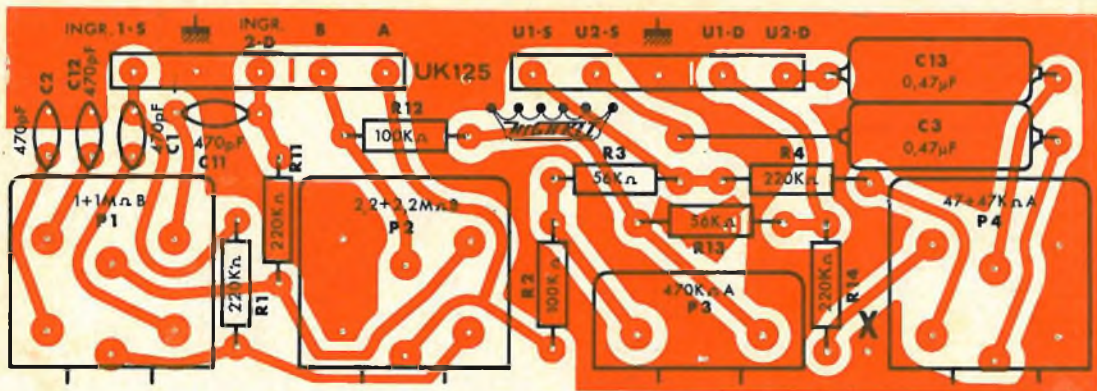 INGR. 1-S
INGR.
2-D
B
A
U1-S
U2-S
U1-D
U2-D
UK125
C2
470pF
C12
470pF
C1
470pF
470pF
C11
R12
100KΩ
C13
0,47µF
C3
0,47µF
R11
220KΩ
R3
56KΩ
R4
220KΩ
56KΩ
R13
1+1MΩ B
P1
2,2+2,2MΩ B
P2
47+47KΩ A
P4
220KΩ
R1
R2
100KΩ
470KΩ A
P3
220KΩ
R14
X